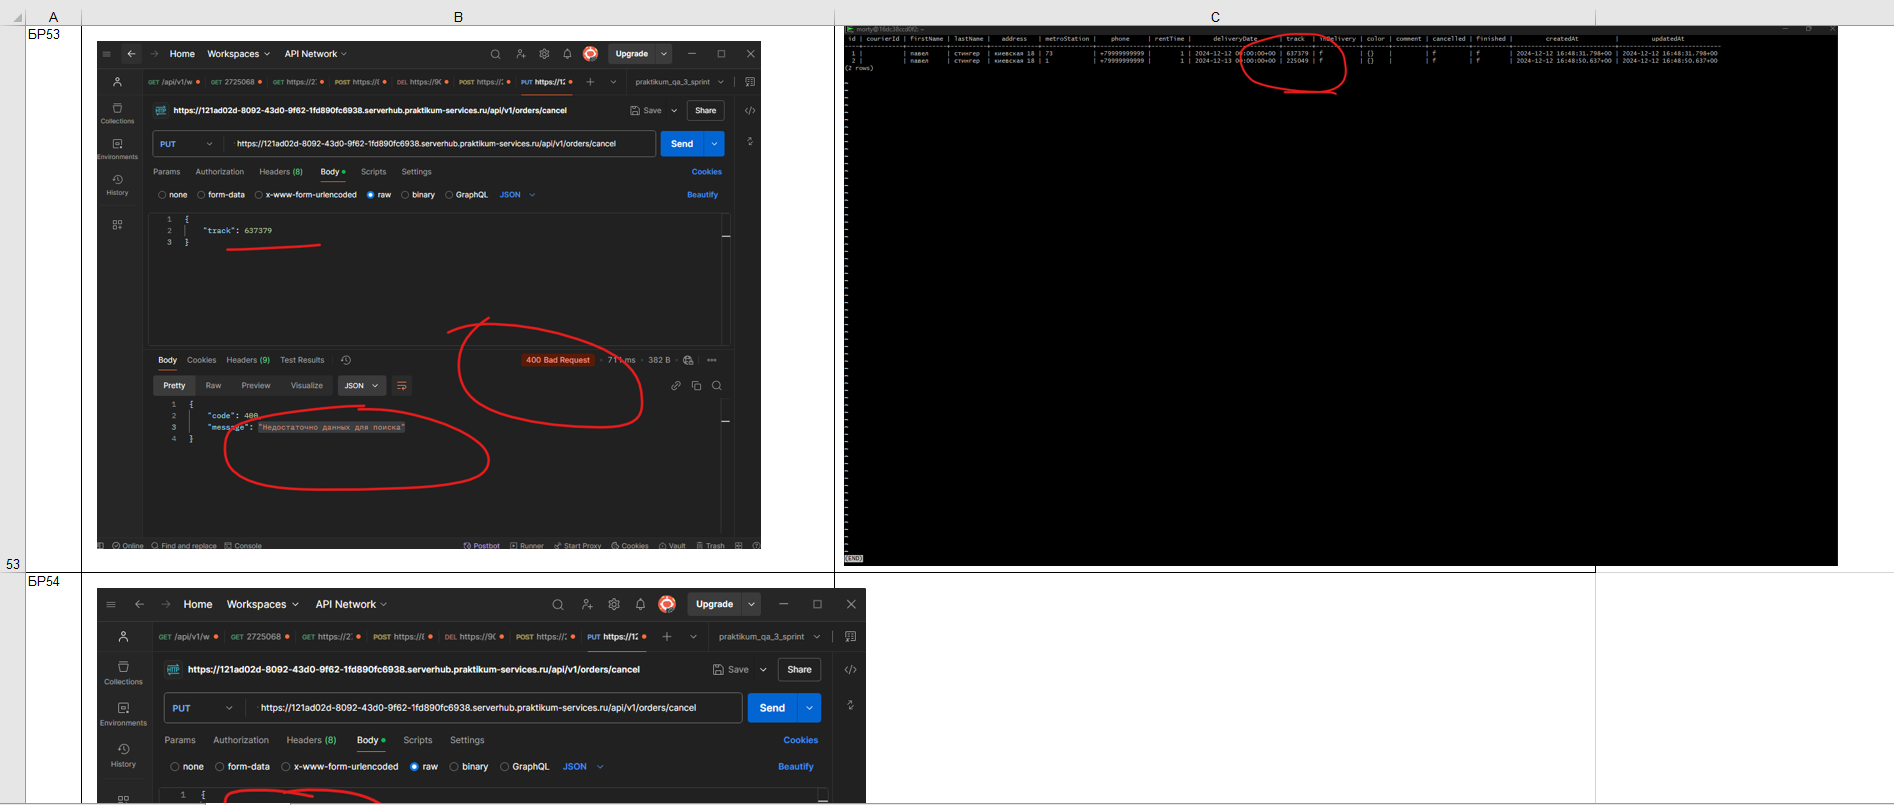 A B C
БР53
Home Workspaces API Network Upgrade
GET /api/v1/w GET 2725068 GET https://2: POST https://( DEL https://9( POST https://2 PUT https://12 praktikum_qa_3_sprint
https://121ad02d-8092-43d0-9f62-1fd890fc6938.serverhub.praktikum-services.ru/api/v1/orders/cancel Save Share
Collections
PUT https://121ad02d-8092-43d0-9f62-1fd890fc6938.serverhub.praktikum-services.ru/api/v1/orders/cancel Send
Environments
Params Authorization Headers (8) Body Scripts Settings Cookies
History
none form-data x-www-form-urlencoded raw binary GraphQL JSON Beautify
1 {
2 "track": 637379
3 }
Body Cookies Headers (9) Test Results 400 Bad Request 711 ms 382 B
Pretty Raw Preview Visualize JSON
1 {
2 "code": 400,
3 "message": "Недостаточно данных для поиска"
4 }
Online Find and replace Console Postbot Runner Start Proxy Cookies Vault Trash
id | courierId | firstName | lastName | address | metroStation | phone | rentTime | deliveryDate | track | inDelivery | color | comment | cancelled | finished | createdAt | updatedAt
1 | | павел | стингер | киевская 18 | 73 | +79999999999 | 1 | 2024-12-12 00:00:00+00 | 637379 | f | {} | | f | f | 2024-12-12 16:48:31.798+00 | 2024-12-12 16:48:31.798+00
2 | | павел | стингер | киевская 18 | 1 | +79999999999 | 1 | 2024-12-13 00:00:00+00 | 225049 | f | {} | | f | f | 2024-12-12 16:48:50.637+00 | 2024-12-12 16:48:50.637+00
(2 rows)
(END)
53
БР54
Home Workspaces API Network Upgrade
GET /api/v1/w GET 2725068 GET https://2: POST https://( DEL https://9( POST https://2 PUT https://12 praktikum_qa_3_sprint
HTTP https://121ad02d-8092-43d0-9f62-1fd890fc6938.serverhub.praktikum-services.ru/api/v1/orders/cancel Save Share
Collections
PUT https://121ad02d-8092-43d0-9f62-1fd890fc6938.serverhub.praktikum-services.ru/api/v1/orders/cancel Send
Environments
Params Authorization Headers (8) Body Scripts Settings Cookies
History
none form-data x-www-form-urlencoded raw binary GraphQL JSON Beautify
1 {